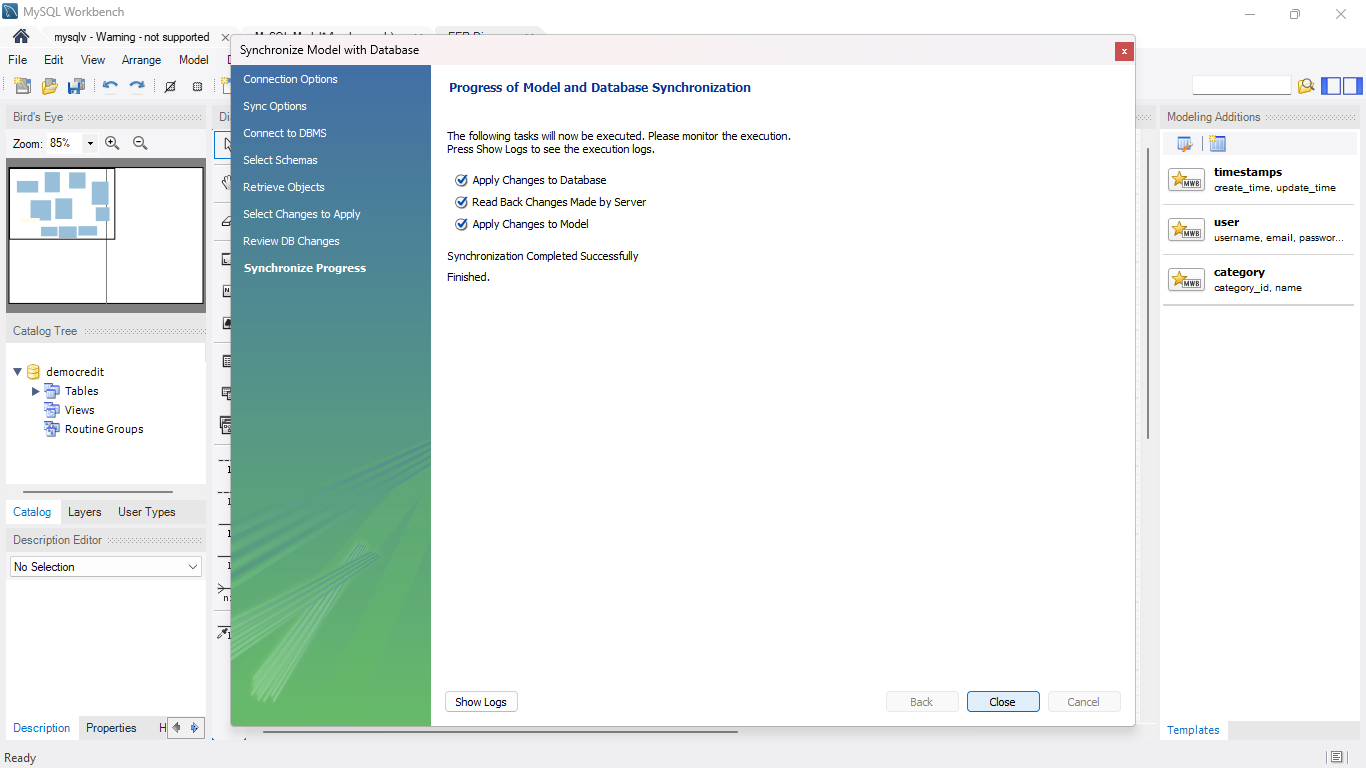 MySQL Workbench
mysqlv - Warning - not supported
File Edit View Arrange Model
Bird's Eye
Zoom: 85%
Catalog Tree
democredit
Tables
Views
Routine Groups
Catalog Layers User Types
Description Editor
No Selection
Description Properties H
Ready
Synchronize Model with Database
Connection Options
Sync Options
Connect to DBMS
Select Schemas
Retrieve Objects
Select Changes to Apply
Review DB Changes
Synchronize Progress
Progress of Model and Database Synchronization
The following tasks will now be executed. Please monitor the execution.
Press Show Logs to see the execution logs.
Apply Changes to Database
Read Back Changes Made by Server
Apply Changes to Model
Synchronization Completed Successfully
Finished.
Show Logs Back Close Cancel
Modeling Additions
MWB
timestamps
create_time, update_time
MWB
user
username, email, passwor...
MWB
category
category_id, name
Templates